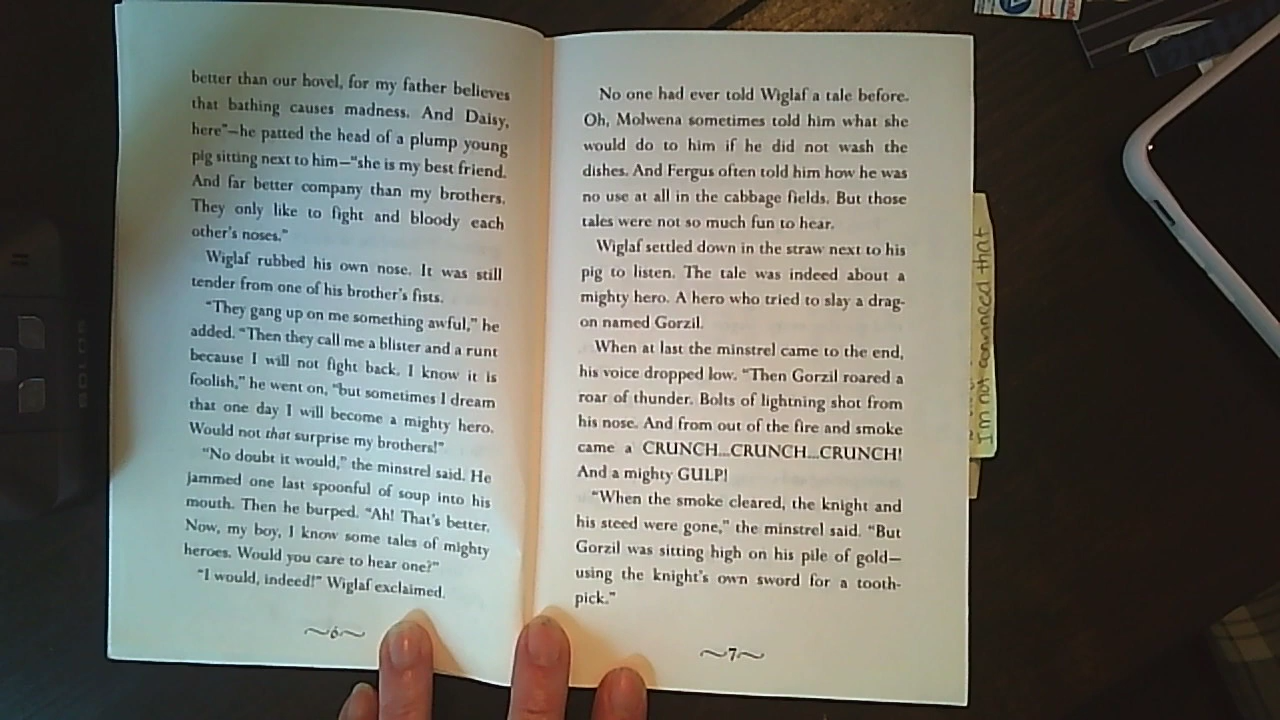 better than our hovel, for my father believes
that bathing causes madness. And Daisy,
here"—he patted the head of a plump young
pig sitting next to him—"she is my best friend.
And far better company than my brothers.
They only like to fight and bloody each
other's noses."
Wiglaf rubbed his own nose. It was still
tender from one of his brother's fists.
"They gang up on me something awful," he
added. "Then they call me a blister and a runt
because I will not fight back. I know it is
foolish," he went on, "but sometimes I dream
that one day I will become a mighty hero.
Would not that surprise my brothers!"
"No doubt it would," the minstrel said. He
jammed one last spoonful of soup into his
mouth. Then he burped. "Ah! That's better.
Now, my boy, I know some tales of mighty
heroes. Would you care to hear one?"
"I would, indeed!" Wiglaf exclaimed.
~6~
No one had ever told Wiglaf a tale before.
Oh, Molwena sometimes told him what she
would do to him if he did not wash the
dishes. And Fergus often told him how he was
no use at all in the cabbage fields. But those
tales were not so much fun to hear.
Wiglaf settled down in the straw next to his
pig to listen. The tale was indeed about a
mighty hero. A hero who tried to slay a drag-
on named Gorzil.
When at last the minstrel came to the end,
his voice dropped low. "Then Gorzil roared a
roar of thunder. Bolts of lightning shot from
his nose. And from out of the fire and smoke
came a CRUNCH...CRUNCH...CRUNCH!
And a mighty GULP!
"When the smoke cleared, the knight and
his steed were gone," the minstrel said. "But
Gorzil was sitting high on his pile of gold—
using the knight's own sword for a tooth-
pick."
~7~
I'm not convinced that